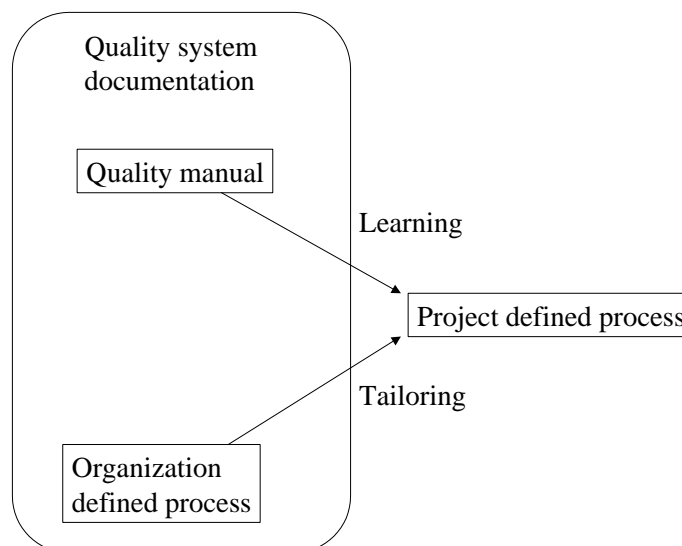 Quality system
documentation
Quality manual
Learning
Project defined process
Tailoring
Organization
defined process